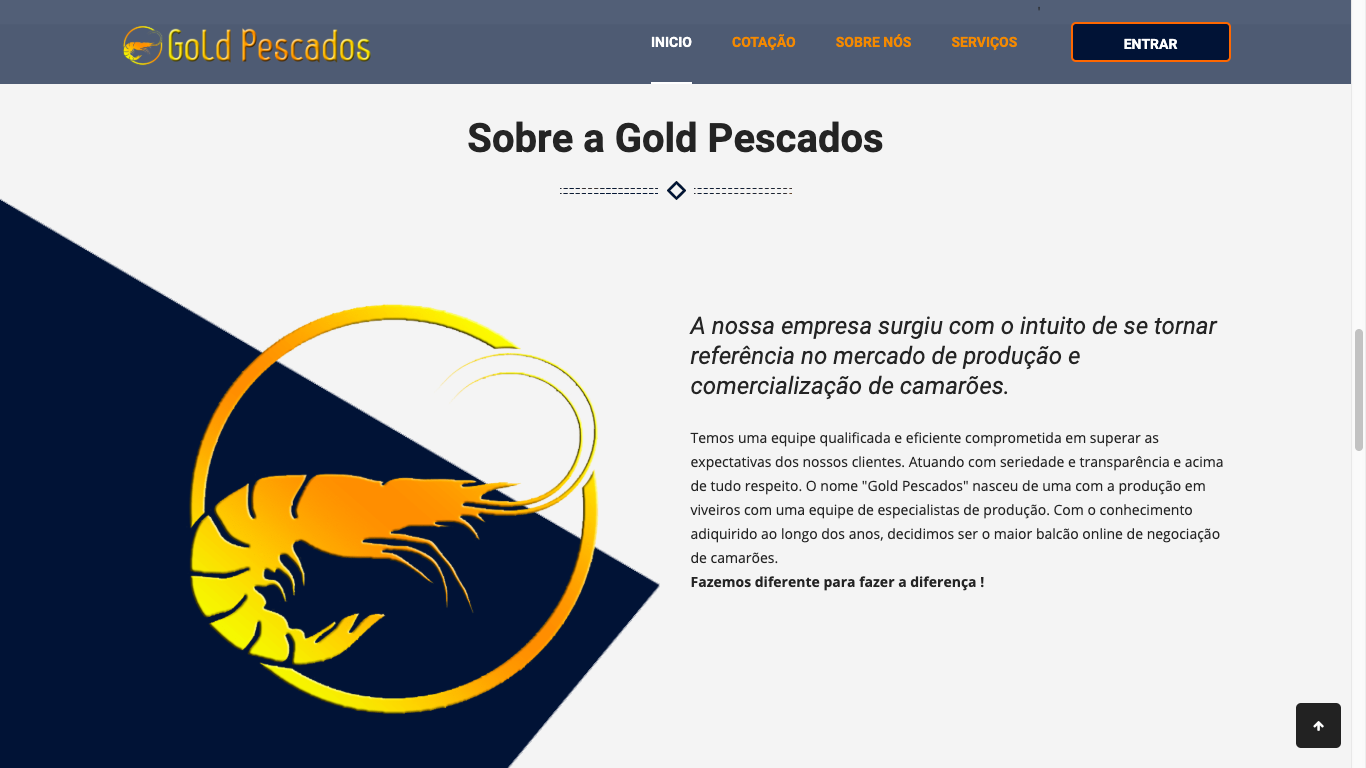 Gold Pescados
INICIO
COTAÇÃO
SOBRE NÓS
SERVIÇOS
ENTRAR
Sobre a Gold Pescados
A nossa empresa surgiu com o intuito de se tornar
referência no mercado de produção e
comercialização de camarões.
Temos uma equipe qualificada e eficiente comprometida em superar as
expectativas dos nossos clientes. Atuando com seriedade e transparência e acima
de tudo respeito. O nome "Gold Pescados" nasceu de uma com a produção em
viveiros com uma equipe de especialistas de produção. Com o conhecimento
adiquirido ao longo dos anos, decidimos ser o maior balcão online de negociação
de camarões.
Fazemos diferente para fazer a diferença !